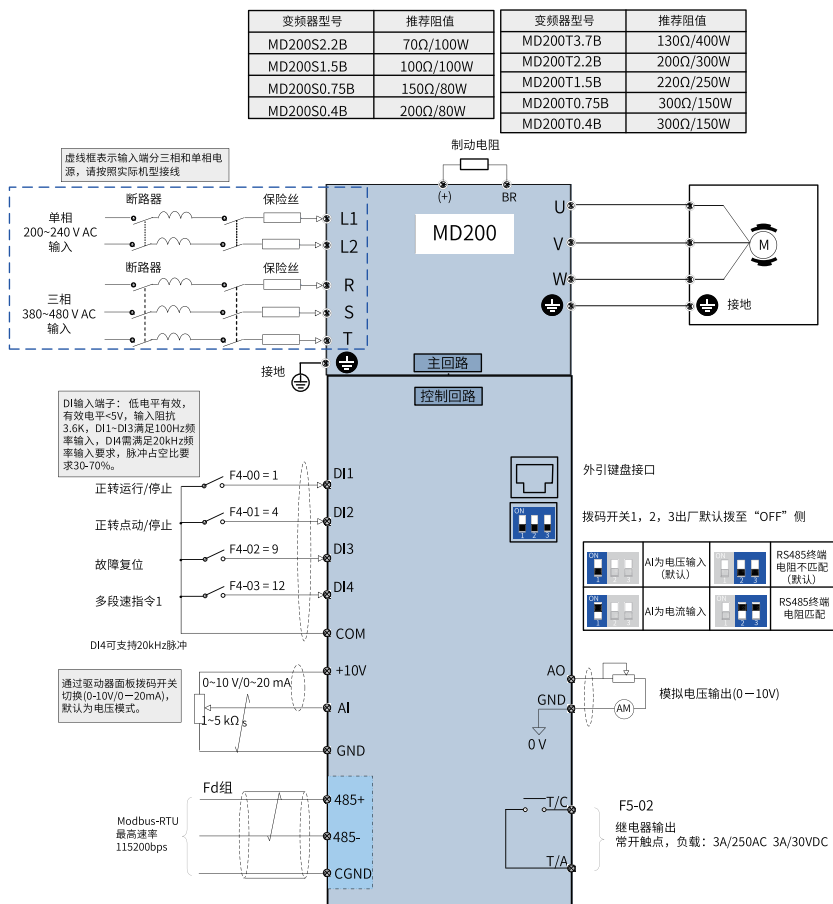 变频器型号 推荐阻值
MD200S2.2B 70Ω/100W
MD200S1.5B 100Ω/100W
MD200S0.75B 150Ω/80W
MD200S0.4B 200Ω/80W
变频器型号 推荐阻值
MD200T3.7B 130Ω/400W
MD200T2.2B 200Ω/300W
MD200T1.5B 220Ω/250W
MD200T0.75B 300Ω/150W
MD200T0.4B 300Ω/150W
制动电阻
(+) BR
虚线框表示输入端分三相和单相电
源，请按照实际机型接线
断路器 保险丝
单相
200~240 V AC
输入
L1
L2
断路器 保险丝
三相
380~480 V AC
输入
R
S
T
接地
MD200
U
V
W
M
接地
主回路
控制回路
DI输入端子： 低电平有效，
有效电平<5V，输入阻抗
3.6K，DI1~DI3满足100Hz频
率输入，DI4需满足20kHz频
率输入要求，脉冲占空比要
求30-70%。
正转运行/停止 F4-00 = 1 DI1
正转点动/停止 F4-01 = 4 DI2
故障复位 F4-02 = 9 DI3
多段速指令1 F4-03 = 12 DI4
COM
DI4可支持20kHz脉冲
外引键盘接口
ON
1 2 3
拨码开关1，2，3出厂默认拨至“OFF”侧
ON
1 2 3
AI为电压输入
（默认）
2 3
RS485终端
电阻不匹配
（默认）
ON
1 2 3
AI为电流输入
2 3
RS485终端
电阻匹配
通过驱动器面板拨码开关
切换(0-10V/0－20mA)，
默认为电压模式。
+10V
0~10 V/0~20 mA
AI
1~5 kΩ s
GND
AO
GND
0 V
AM
模拟电压输出(0－10V)
Fd组
Modbus-RTU
最高速率
115200bps
485+
485-
CGND
T/C
T/A
F5-02
继电器输出
常开触点，负载：3A/250AC 3A/30VDC